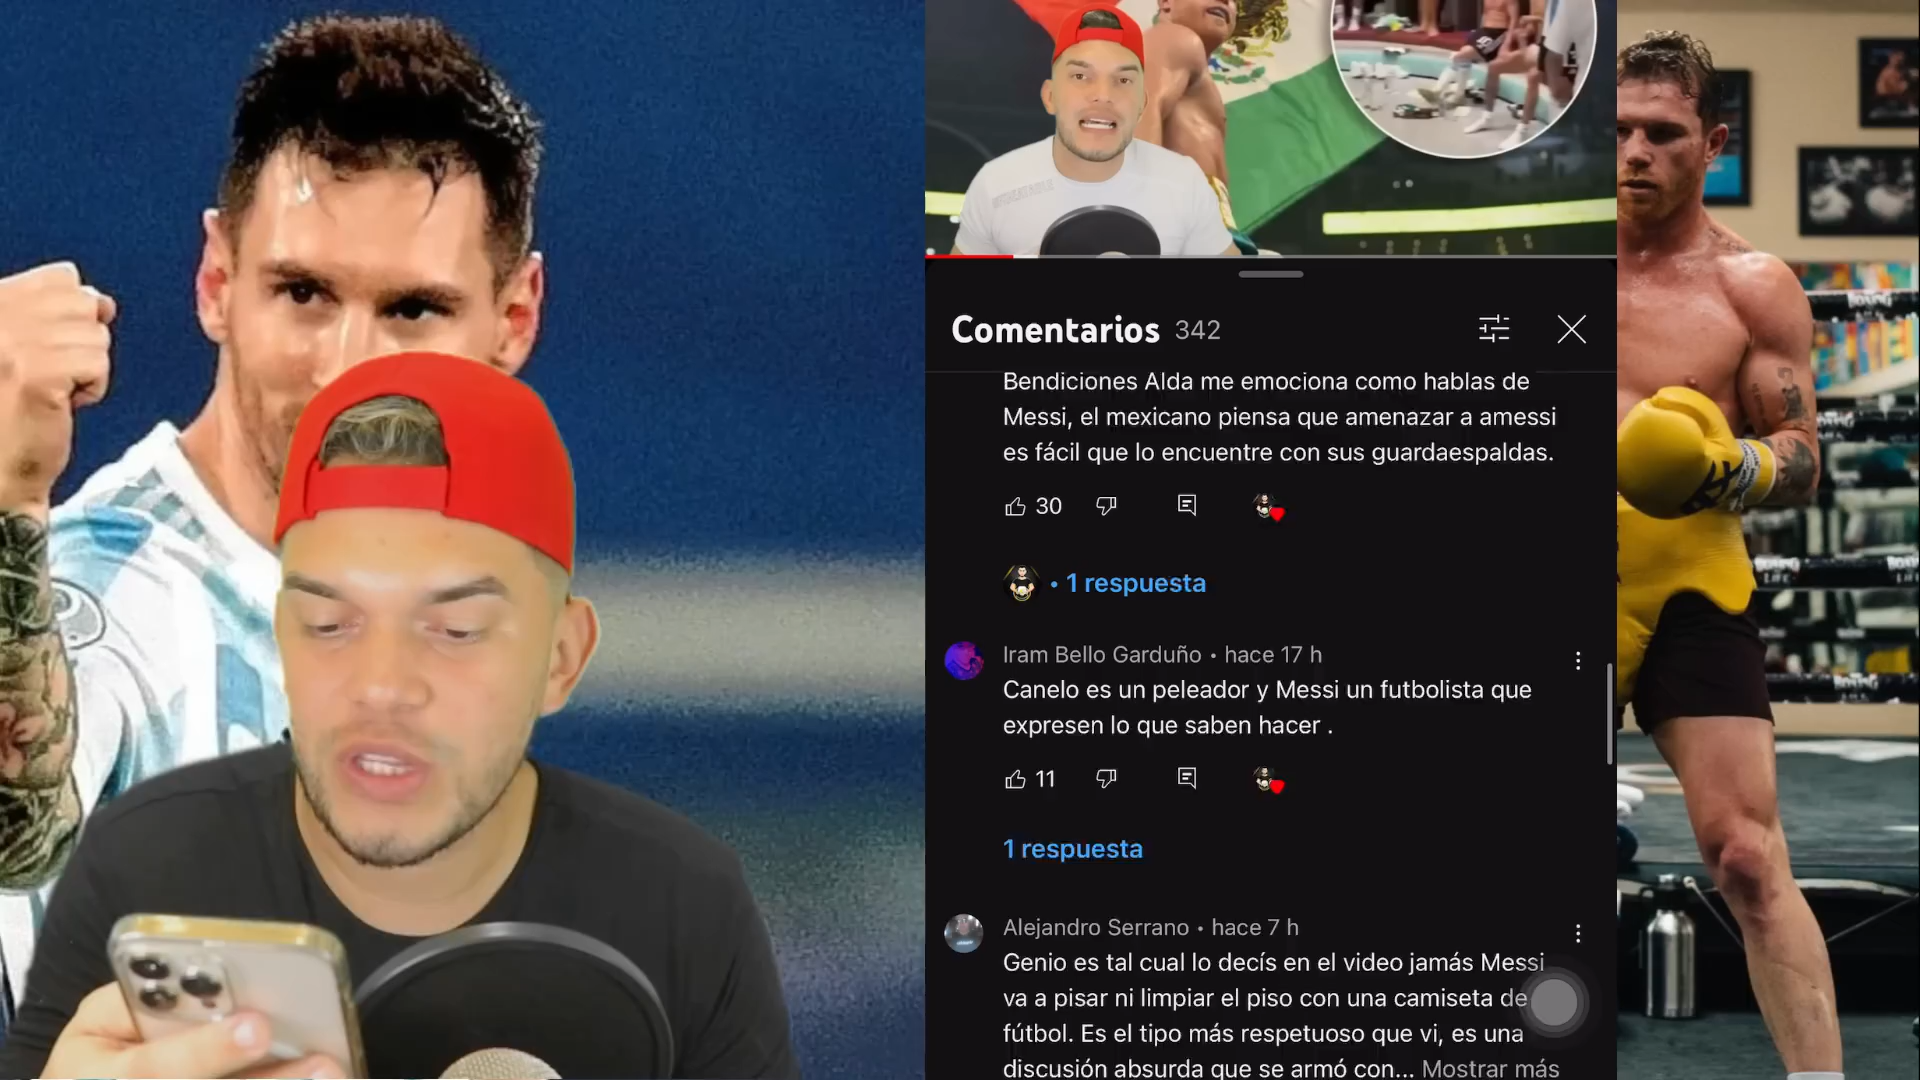 Comentarios 342
Bendiciones Alda me emociona como hablas de
Messi, el mexicano piensa que amenazar a amessi
es fácil que lo encuentre con sus guardaespaldas.
30
• 1 respuesta
Iram Bello Garduño • hace 17 h
Canelo es un peleador y Messi un futbolista que
expresen lo que saben hacer .
11
1 respuesta
Alejandro Serrano • hace 7 h
Genio es tal cual lo decís en el video jamás Messi
va a pisar ni limpiar el piso con una camiseta de
fútbol. Es el tipo más respetuoso que vi, es una
discusión absurda que se armó con... Mostrar más